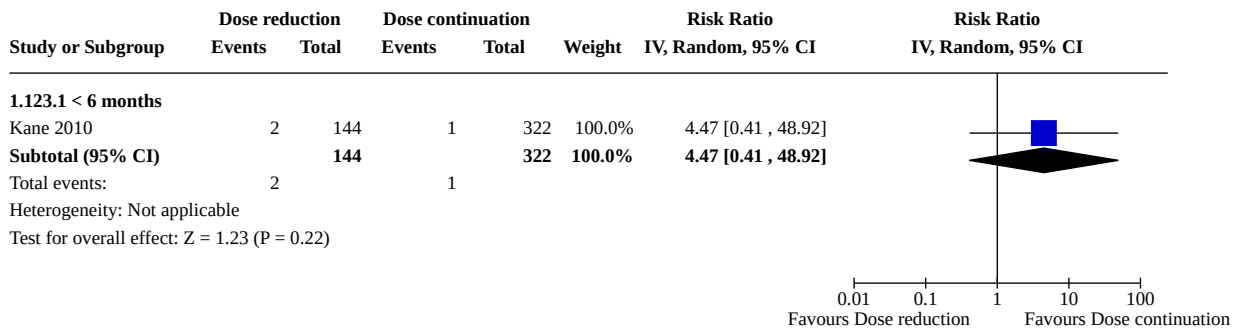 Dose reduction Dose continuation Risk Ratio Risk Ratio
Study or Subgroup Events Total Events Total Weight IV, Random, 95% CI IV, Random, 95% CI
1.123.1 < 6 months
Kane 2010 2 144 1 322 100.0% 4.47 [0.41 , 48.92]
Subtotal (95% CI) 144 322 100.0% 4.47 [0.41 , 48.92]
Total events: 2 1
Heterogeneity: Not applicable
Test for overall effect: Z = 1.23 (P = 0.22)
0.01 0.1 1 10 100
Favours Dose reduction Favours Dose continuation